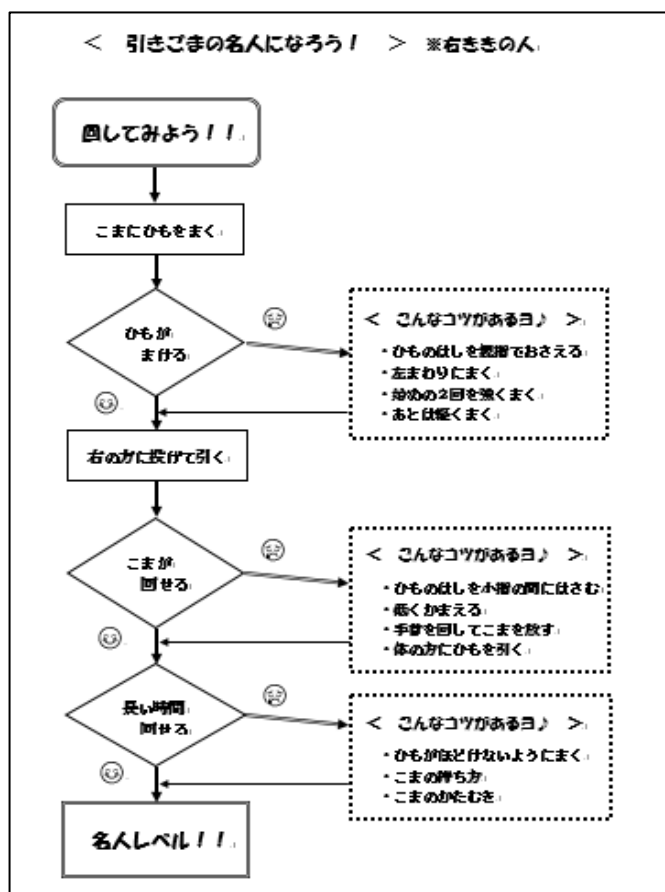 ＜ 引きごまの名人になろう！ ＞ ※右ききの人
回してみよう！！
こまにひもをまく
ひもが
まける
＜ こんなコツがあるヨ♪ ＞
・ひものはしを親指でおさえる
・左まわりにまく
・始めの２回を強くまく
・あとは軽くまく
右の方に投げて引く
こまが
回せる
＜ こんなコツがあるヨ♪ ＞
・ひものはしを小指の間にはさむ
・低くかまえる
・手首を回してこまを放す
・体の方にひもを引く
長い時間
回せる
＜ こんなコツがあるヨ♪ ＞
・ひもがほどけないようにまく
・こまの持ち方
・こまのかたむき
名人レベル！！